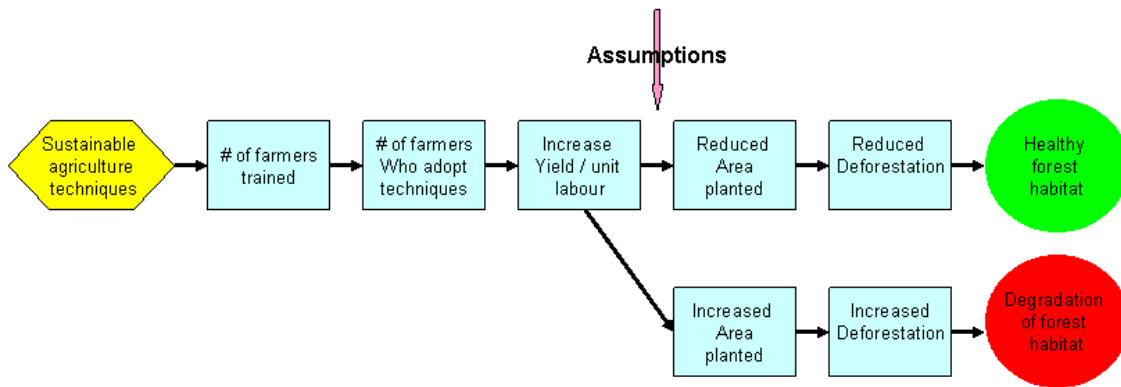 Assumptions
Sustainable
agriculture
techniques
# of farmers
trained
# of farmers
Who adopt
techniques
Increase
Yield / unit
labour
Reduced
Area
planted
Reduced
Deforestation
Healthy
forest
habitat
Increased
Area
planted
Increased
Deforestation
Degradation
of forest
habitat